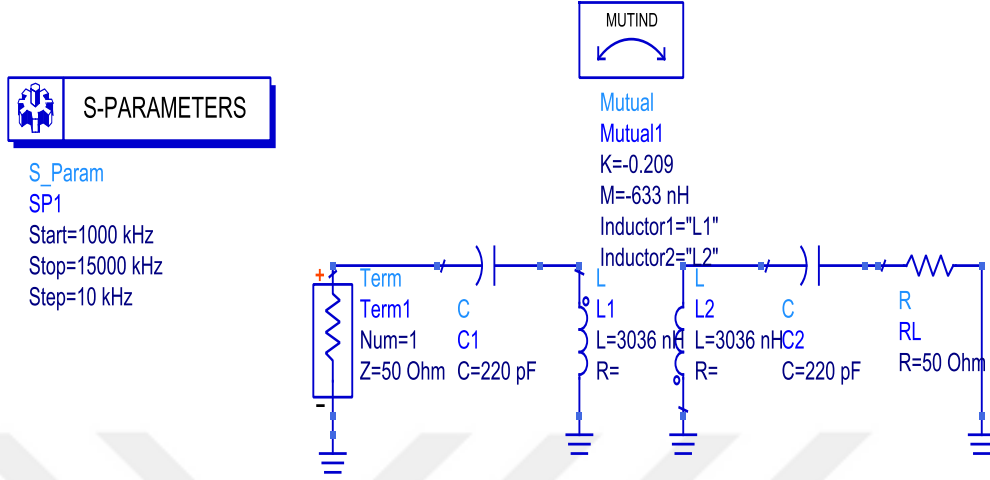 MUTIND
S-PARAMETERS
S_Param
SP1
Start=1000 kHz
Stop=15000 kHz
Step=10 kHz
Mutual
Mutual1
K=-0.209
M=-633 nH
Inductor1="L1"
Inductor2="L2"
+
Term
Term1
Num=1
Z=50 Ohm
-
C
C1
C=220 pF
L
L1
L=3036 nH
R=
L
L2
L=3036 nH
R=
C
C2
C=220 pF
R
RL
R=50 Ohm